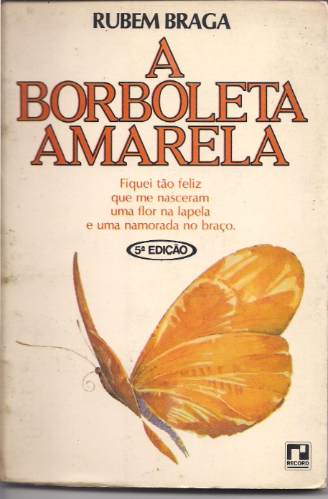 RUBEM BRAGA
A
BORBOLETA
AMARELA
Fiquei tão feliz
que me nasceram
uma flor na lapela
e uma namorada no braço.
5ª EDIÇÃO
RECORD